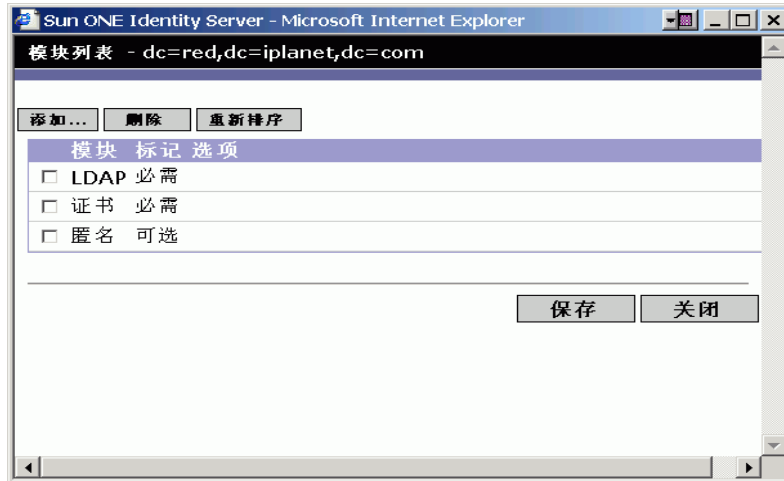 Sun ONE Identity Server - Microsoft Internet Explorer
模块列表 - dc=red,dc=iplanet,dc=com
添加... 删除 重新排序
模块 标记 选项
LDAP 必需
证书 必需
匿名 可选
保存 关闭